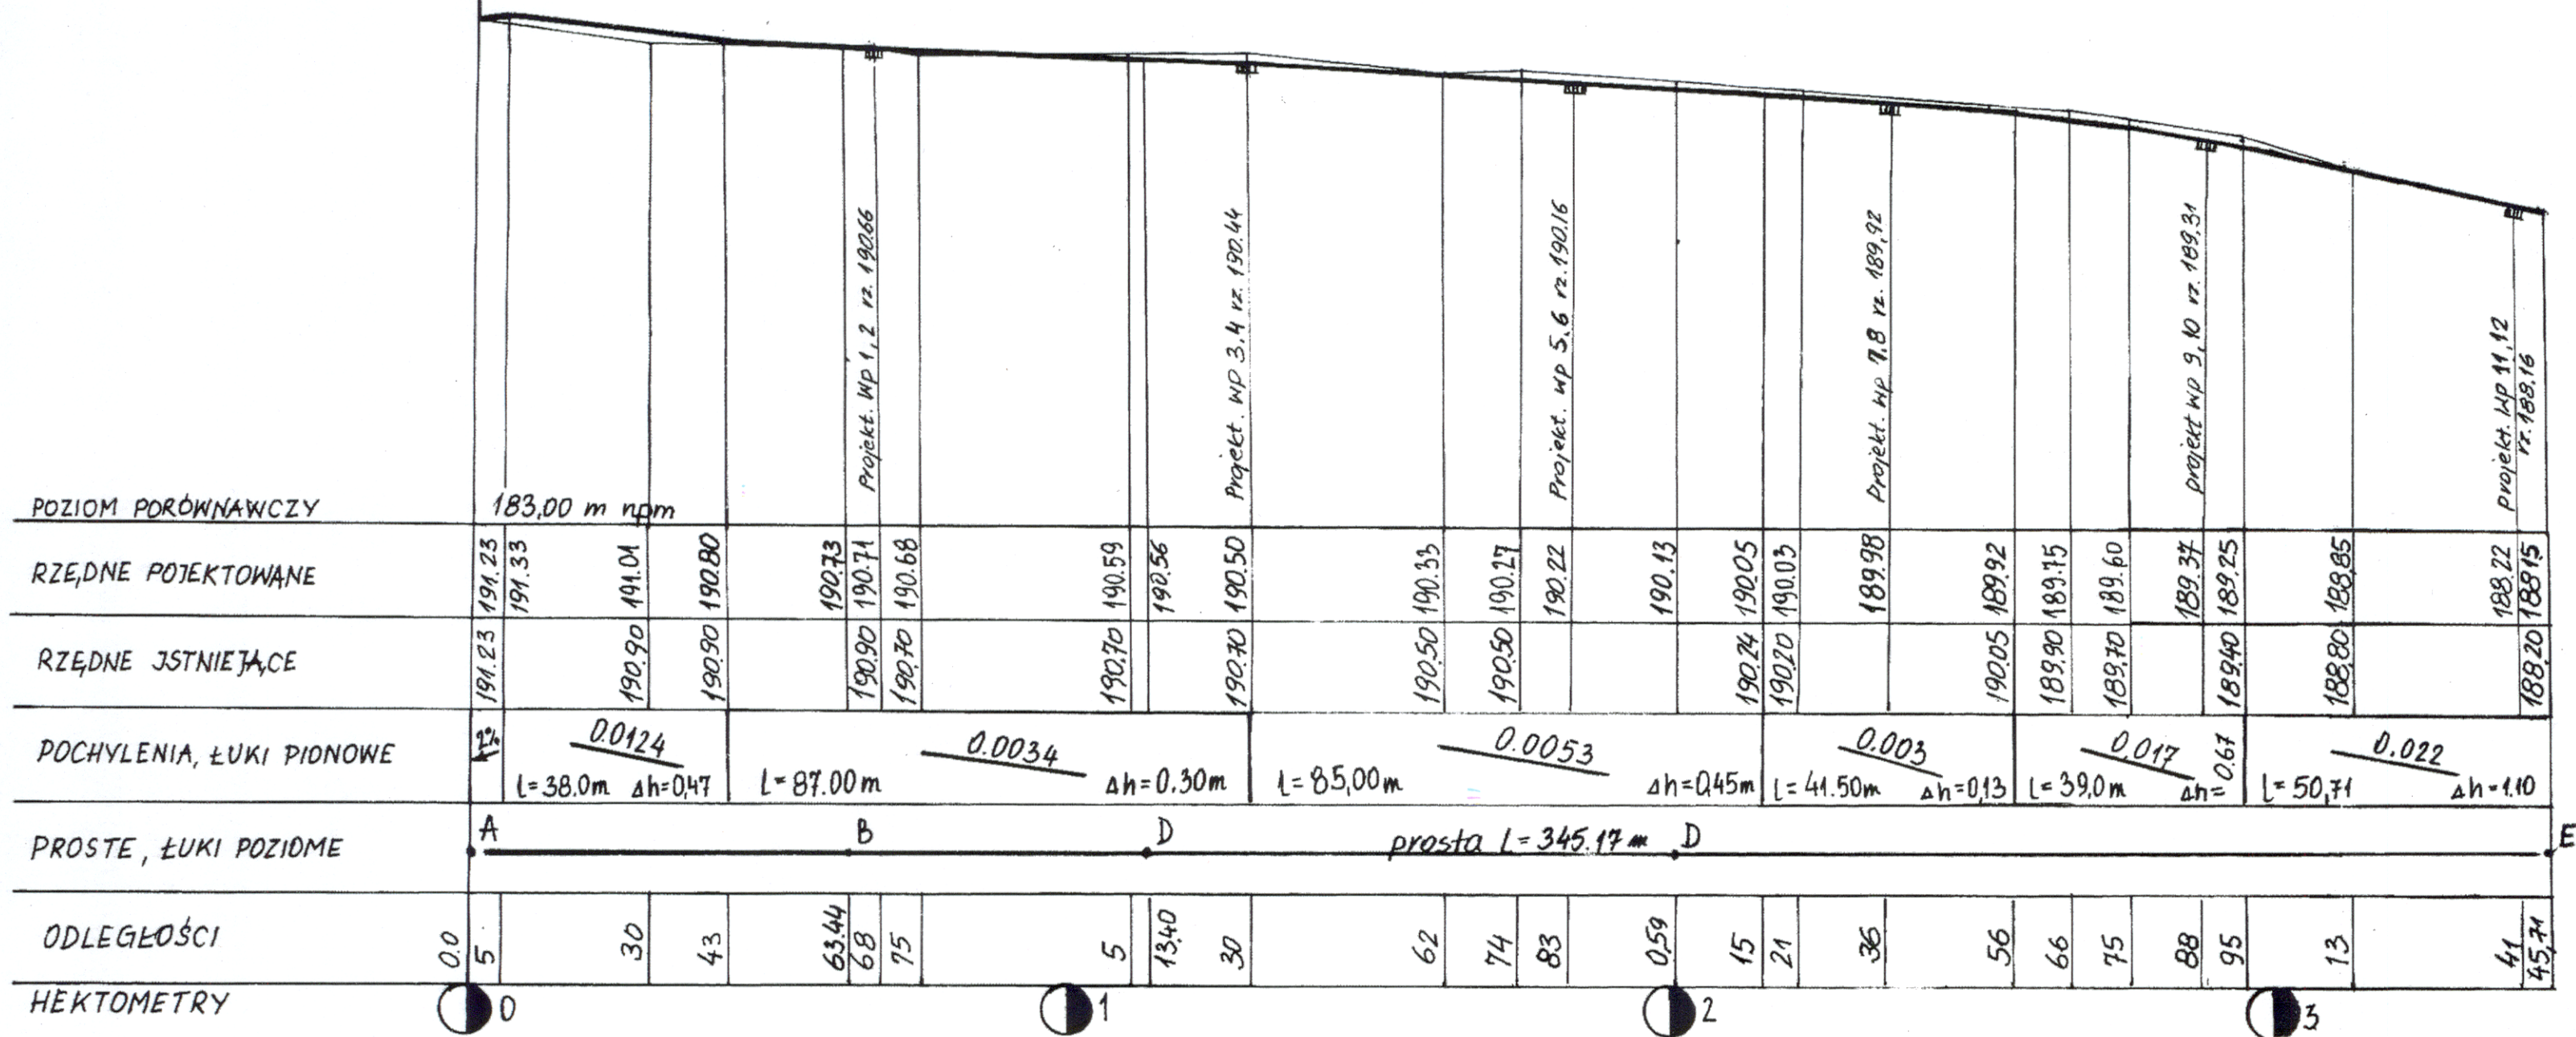 Projekt. Wp 1, 2 rz. 190.66
Projekt. WP 3.4 rz. 190.44
Projekt. wp 5.6 rz. 190.16
Projekt. wp 7.8 rz. 189,92
projekt wp 9, 10 rz. 189,31
projekt. wp 11,12
rz. 188.16
POZIOM PORÓWNAWCZY 183,00 m npm
RZĘDNE POJEKTOWANE 191.23 191.33 191.01 190.80 190.73 190.71 190.68 190.59 190.56 190.50 190.33 190.27 190.22 190.13 190.05 190.03 189.98 189.92 189.75 189.60 189.37 189.25 188.85 188.22 188.15
RZĘDNE JSTNIEJĄCE 191.23 190.90 190.90 190.90 190.70 190.70 190.70 190.50 190.50 190.24 190.20 190.05 189.90 189.70 189.40 188.80 188.20
POCHYLENIA, ŁUKI PIONOWE 2% 0.0124 0.0034 0.0053 0.003 0.017 0.67 0.022
L=38.0m Δh=0,47 L=87.00m Δh=0.30m L=85,00m Δh=0,45m L=41.50m Δh=0,13 L=39,0m Δh= L=50,71 Δh=1.10
PROSTE, ŁUKI POZIOME A B D prosta L=345.17 m D E
ODLEGŁOŚCI 0.0 5 30 43 63.44 68 75 5 13,40 30 62 74 83 0,59 15 21 36 56 66 75 88 95 13 41 45,71
HEKTOMETRY 0 1 2 3